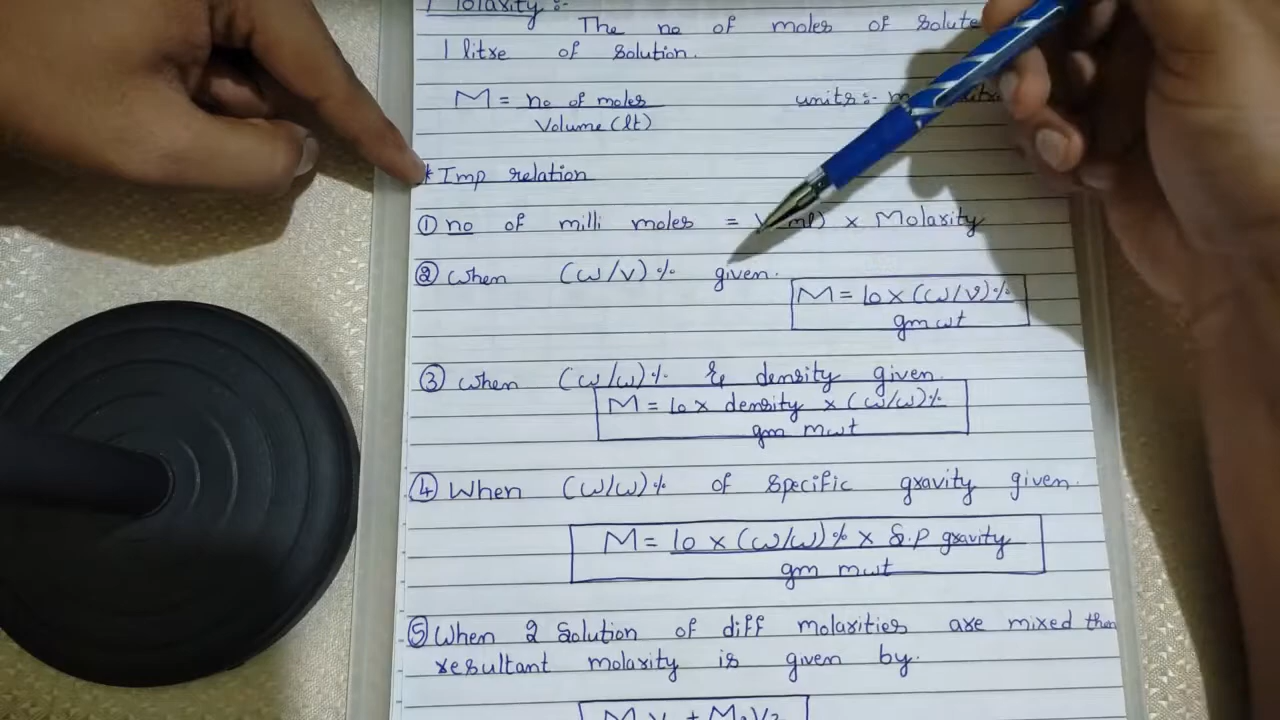 Molarity :-
The no of moles of solute
1 litre of solution.
M = no of moles
Volume (lt)
units :-
* Imp relation
① no of milli moles = V(ml) × Molarity
② When (w/v)% given.
M = 10 × (w/v)%
gm wt
③ When (w/w)% & density given
M = 10 × density × (w/w)%
gm mwt
④ When (w/w)% of specific gravity given.
M = 10 × (w/w)% × S.P gravity
gm mwt
⑤ When 2 solution of diff molarities are mixed then
resultant molarity is given by.